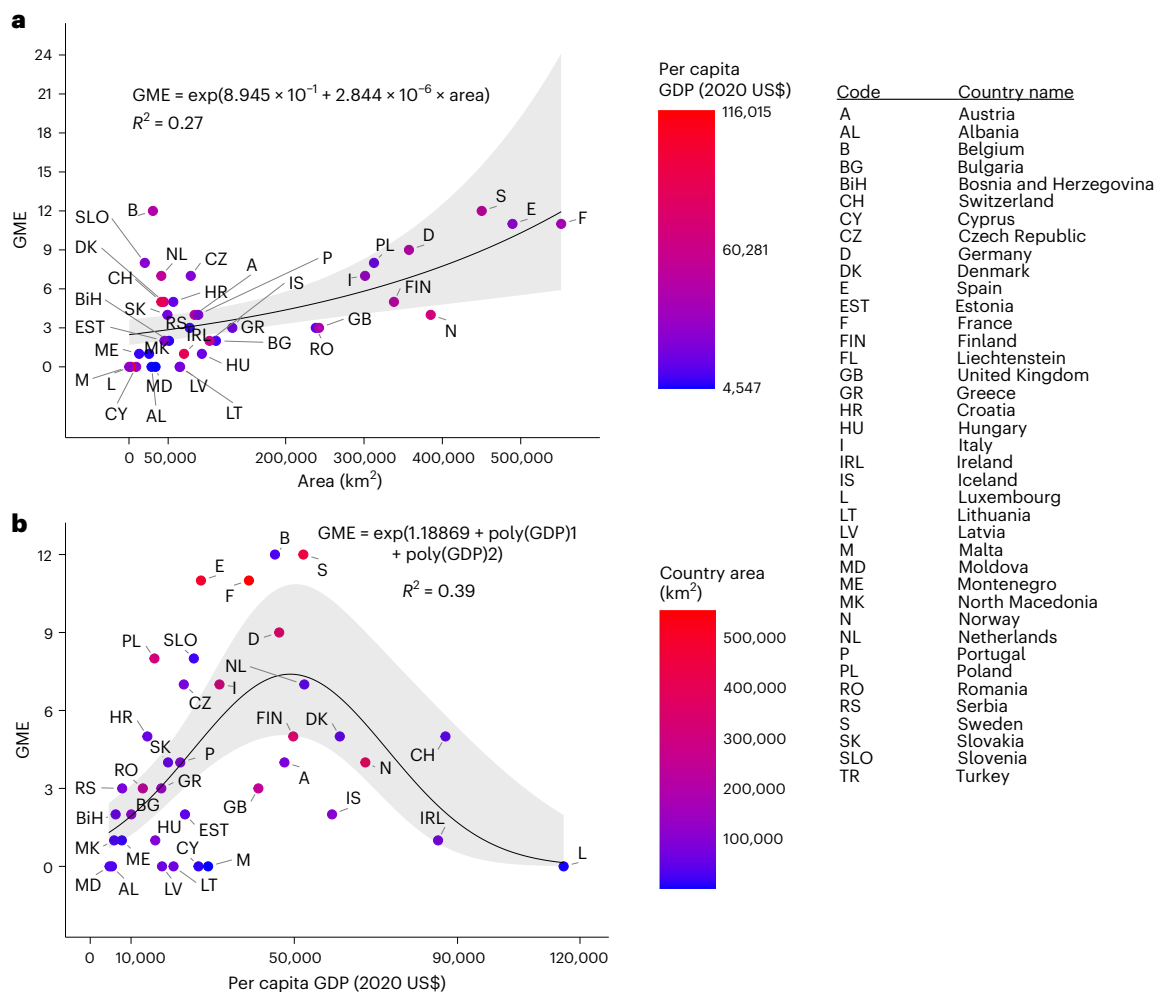 a
GME
24
21
18
15
12
9
6
3
0
GME = exp(8.945 × 10⁻¹ + 2.844 × 10⁻⁶ × area)
R² = 0.27
B
SLO
DK
NL
CZ
A
P
CH
HR
IS
BiH
SK
RS
EST
IRL
GR
ME
MK
BG
M
L
MD
LV
HU
CY
AL
LT
S
E
F
D
PL
I
FIN
GB
RO
N
0
50,000
200,000
300,000
400,000
500,000
Area (km²)
Per capita
GDP (2020 US$)
116,015
60,281
4,547
b
GME
12
9
6
3
0
GME = exp(1.18869 + poly(GDP)1
+ poly(GDP)2)
R² = 0.39
B
S
E
F
D
PL
SLO
NL
I
CZ
HR
FIN
DK
CH
SK
P
A
N
RO
RS
GR
GB
IS
BG
BiH
HU
EST
IRL
MK
ME
CY
M
L
MD
AL
LV
LT
0
10,000
50,000
90,000
120,000
Per capita GDP (2020 US$)
Country area
(km²)
500,000
400,000
300,000
200,000
100,000
Code Country name
A Austria
AL Albania
B Belgium
BG Bulgaria
BiH Bosnia and Herzegovina
CH Switzerland
CY Cyprus
CZ Czech Republic
D Germany
DK Denmark
E Spain
EST Estonia
F France
FIN Finland
FL Liechtenstein
GB United Kingdom
GR Greece
HR Croatia
HU Hungary
I Italy
IRL Ireland
IS Iceland
L Luxembourg
LT Lithuania
LV Latvia
M Malta
MD Moldova
ME Montenegro
MK North Macedonia
N Norway
NL Netherlands
P Portugal
PL Poland
RO Romania
RS Serbia
S Sweden
SK Slovakia
SLO Slovenia
TR Turkey